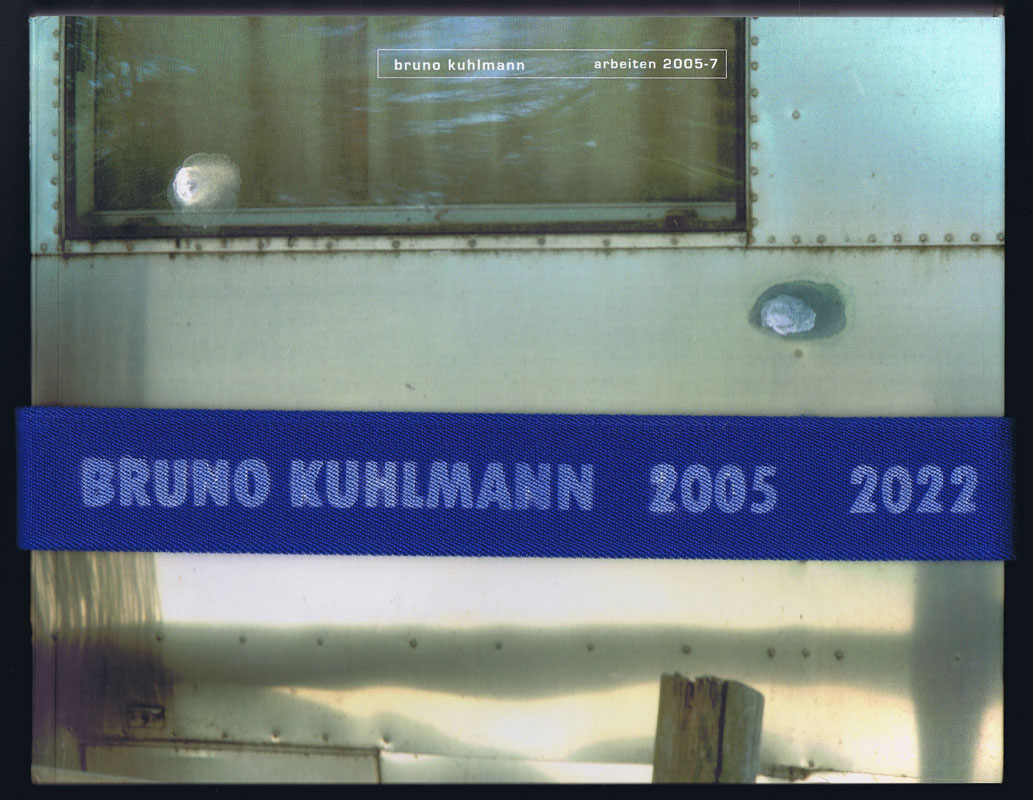 bruno kuhlmann arbeiten 2005-7
BRUNO KUHLMANN 2005 2022